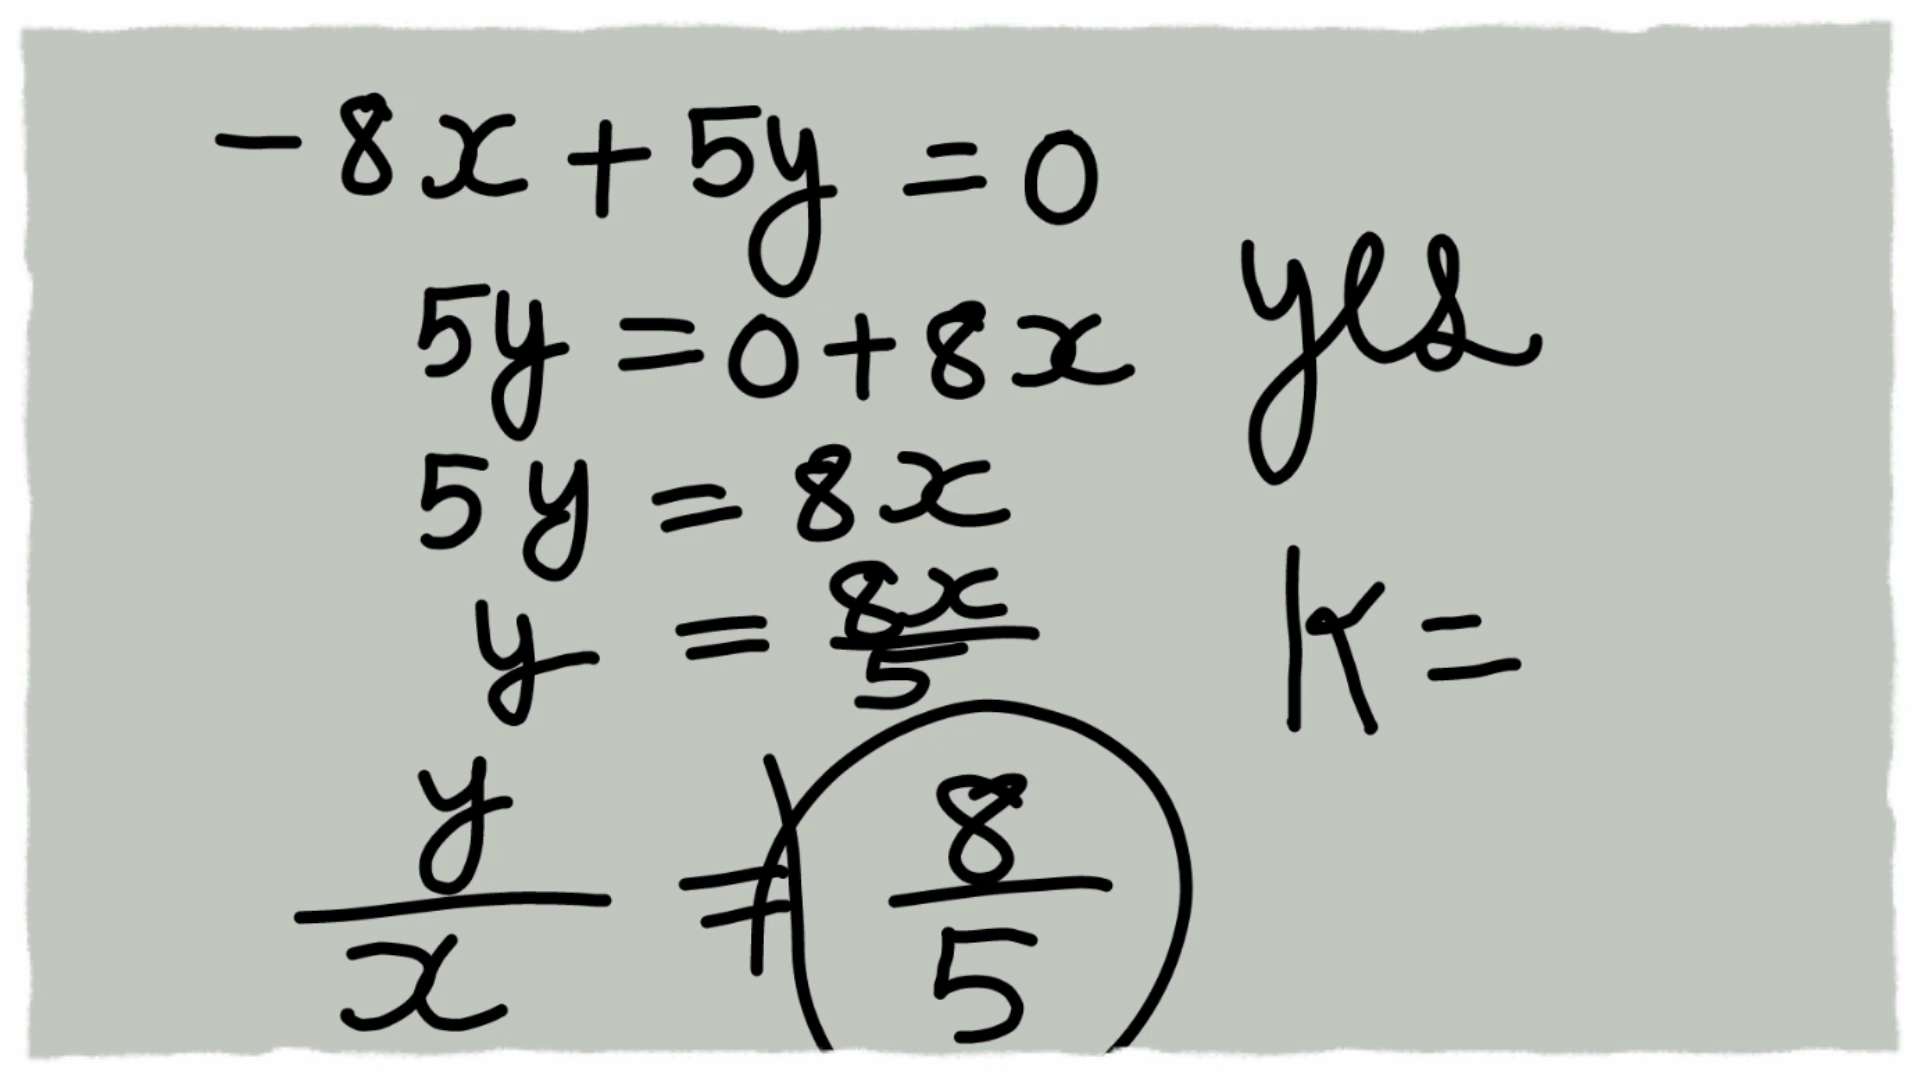 -8x + 5y = 0
5y = 0 + 8x
5y = 8x
y = 8x/5
y/x = 8/5
yes
K =